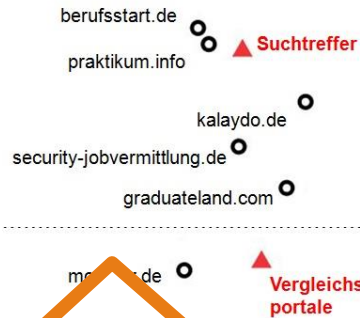 berufsstart.de
praktikum.info
Suchtreffer
kalaydo.de
security-jobvermittlung.de
graduateland.com
Vergleichs
portale